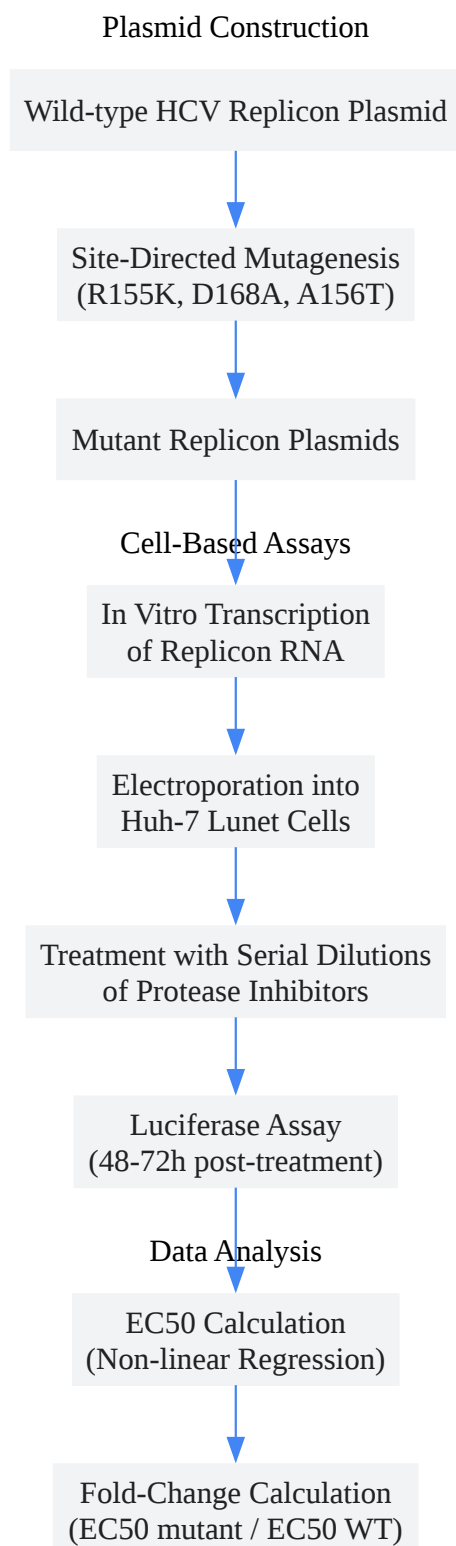 Plasmid Construction
Wild-type HCV Replicon Plasmid
Site-Directed Mutagenesis
(R155K, D168A, A156T)
Mutant Replicon Plasmids
Cell-Based Assays
In Vitro Transcription
of Replicon RNA
Electroporation into
Huh-7 Lunet Cells
Treatment with Serial Dilutions
of Protease Inhibitors
Luciferase Assay
(48-72h post-treatment)
Data Analysis
EC50 Calculation
(Non-linear Regression)
Fold-Change Calculation
(EC50 mutant / EC50 WT)